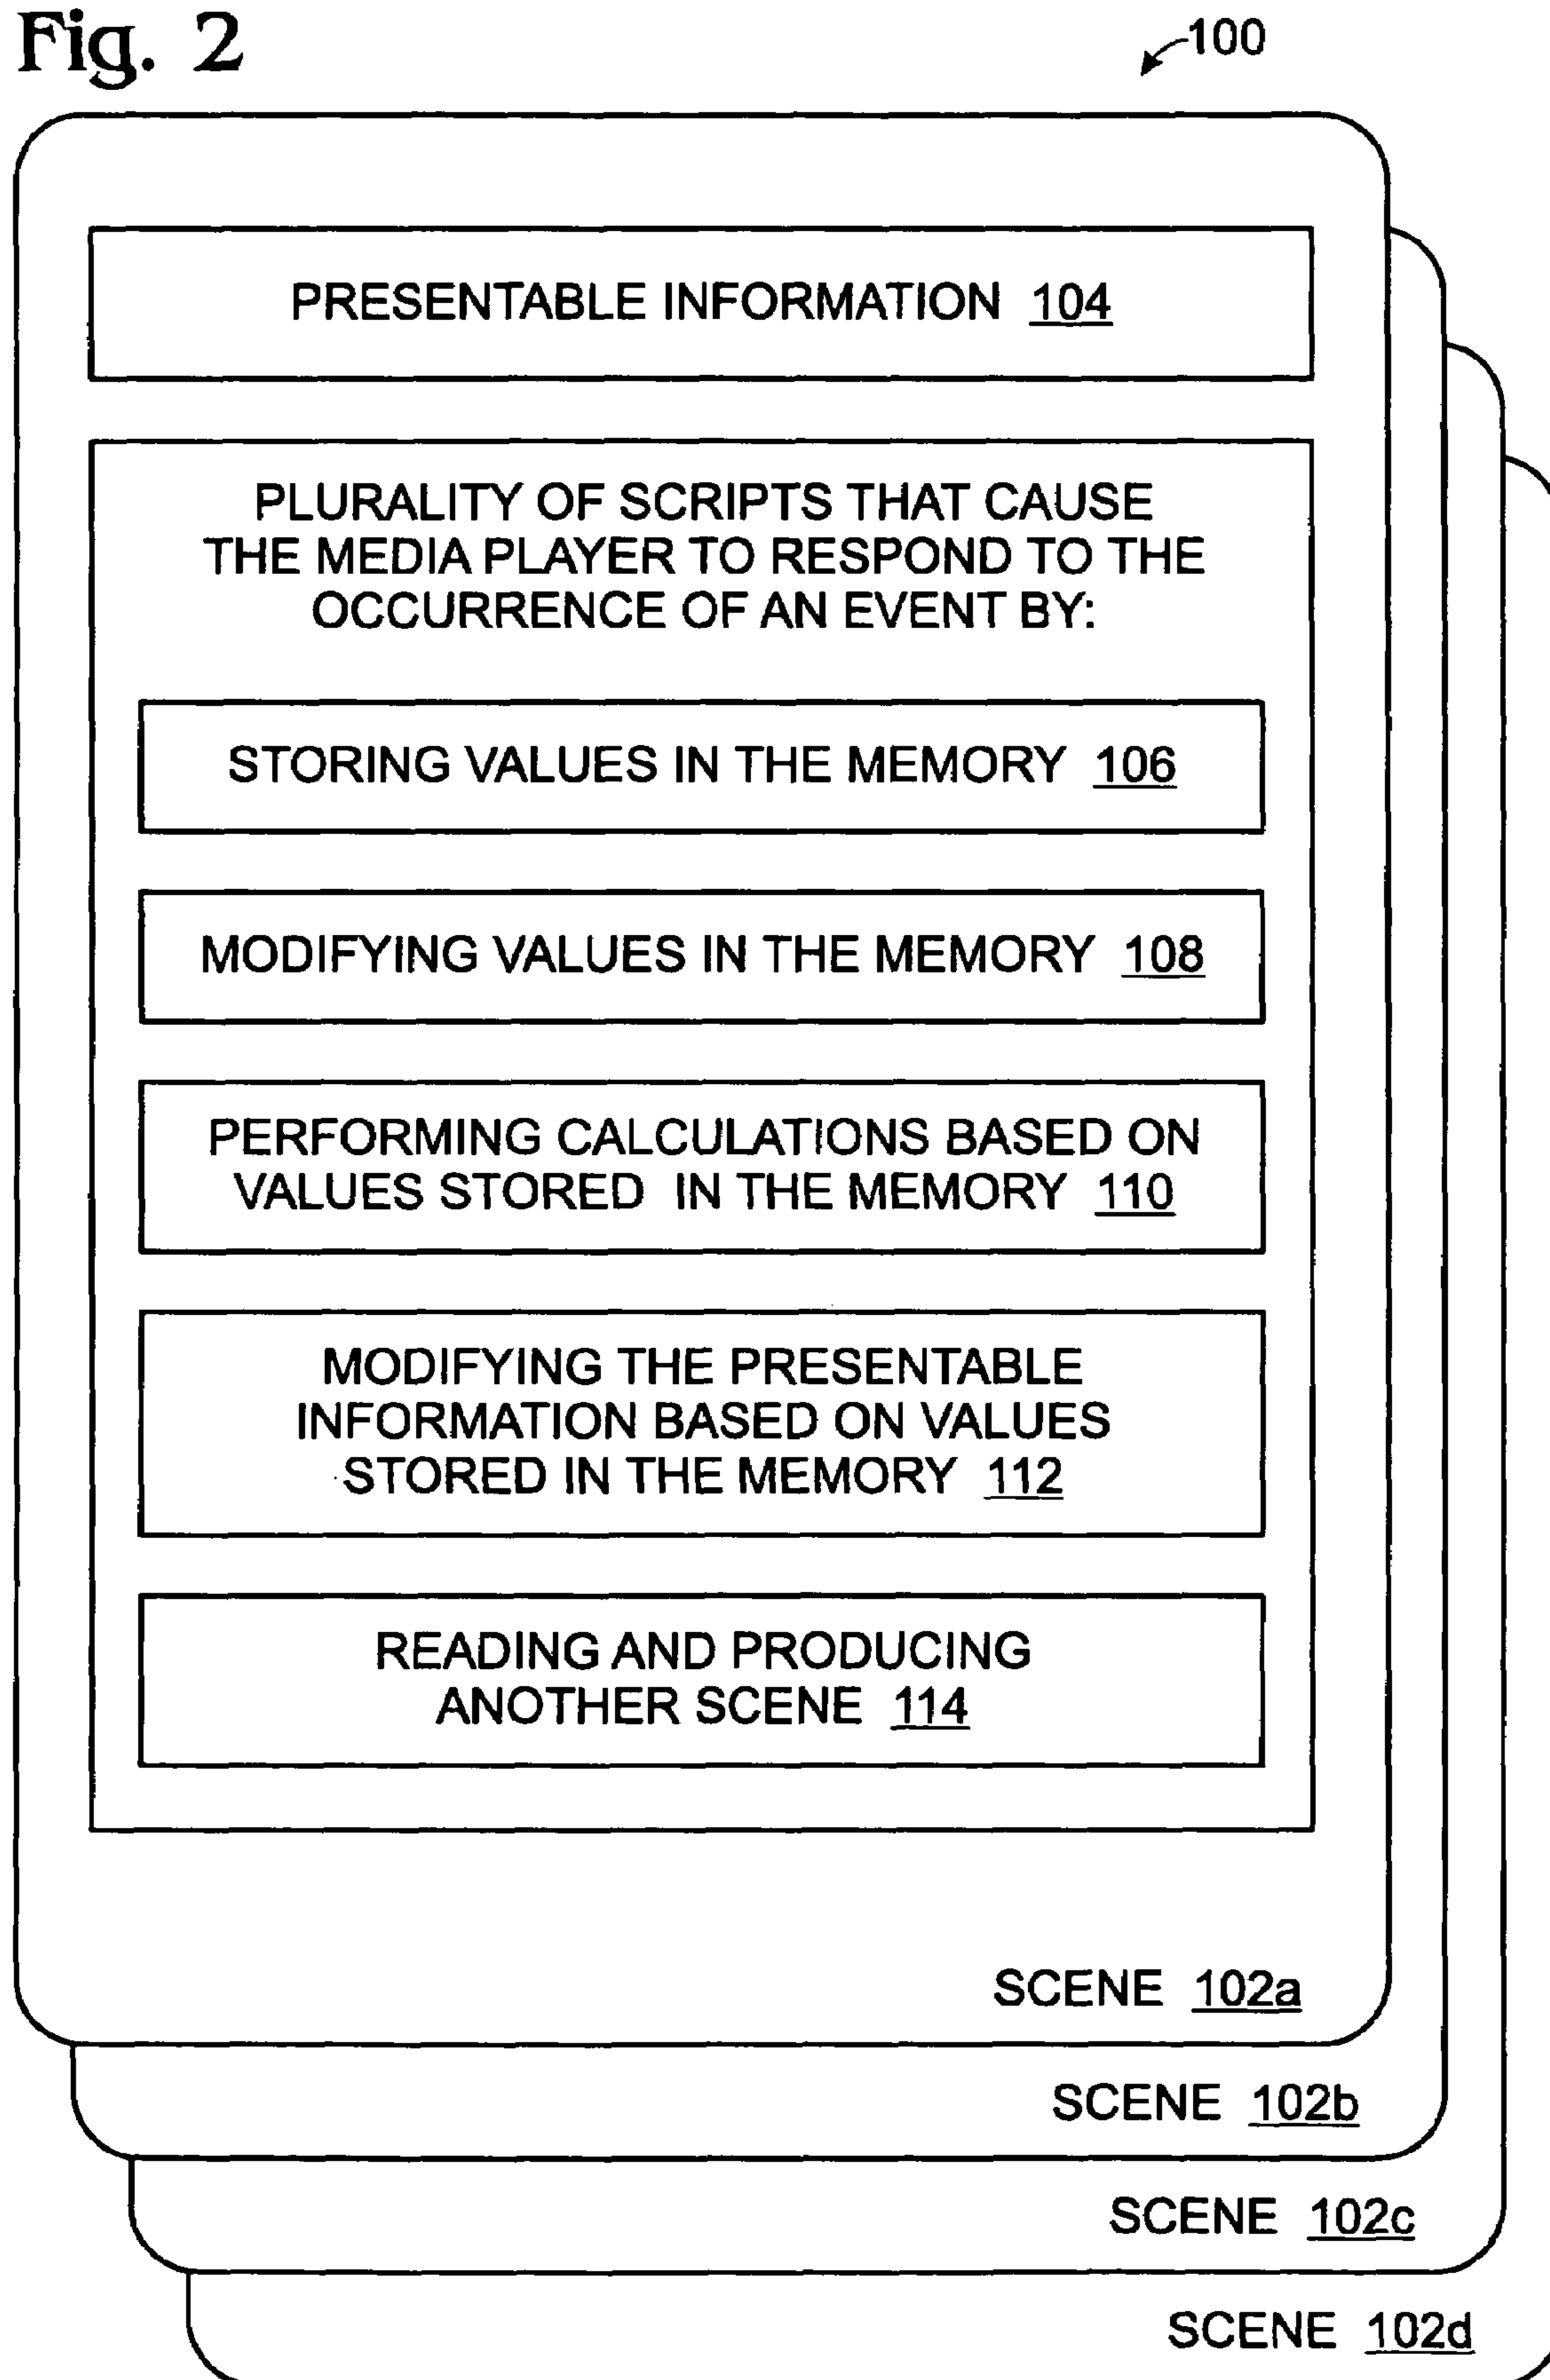 Fig. 2
100
PRESENTABLE INFORMATION 104
PLURALITY OF SCRIPTS THAT CAUSE
THE MEDIA PLAYER TO RESPOND TO THE
OCCURRENCE OF AN EVENT BY:
STORING VALUES IN THE MEMORY 106
MODIFYING VALUES IN THE MEMORY 108
PERFORMING CALCULATIONS BASED ON
VALUES STORED IN THE MEMORY 110
MODIFYING THE PRESENTABLE
INFORMATION BASED ON VALUES
STORED IN THE MEMORY 112
READING AND PRODUCING
ANOTHER SCENE 114
SCENE 102a
SCENE 102b
SCENE 102c
SCENE 102d